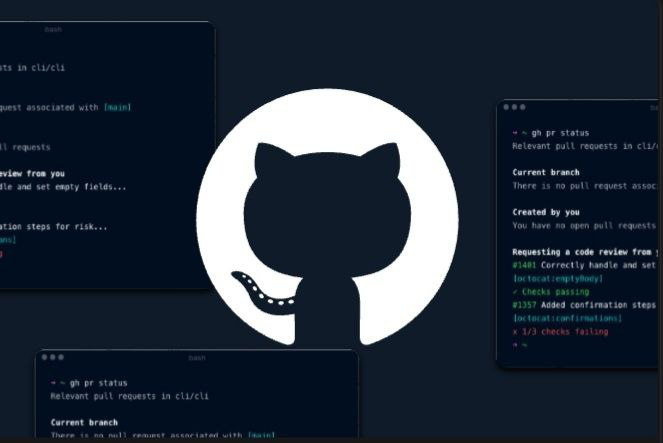 bash
sts in cli/cli
quest associated with [main]
ll requests
eview from you
dle and set empty fields...
ation steps for risk...
ons]
→ ~ gh pr status
Relevant pull requests in cli/
Current branch
There is no pull request assoc
Created by you
You have no open pull requests
Requesting a code review from y
#1401 Correctly handle and set
[octocat:emptyBody]
✓ Checks passing
#1357 Added confirmation steps
[octocat:confirmations]
x 1/3 checks failing
→ ~
bash
→ ~ gh pr status
Relevant pull requests in cli/cli
Current branch
There is no pull request associated with [main]